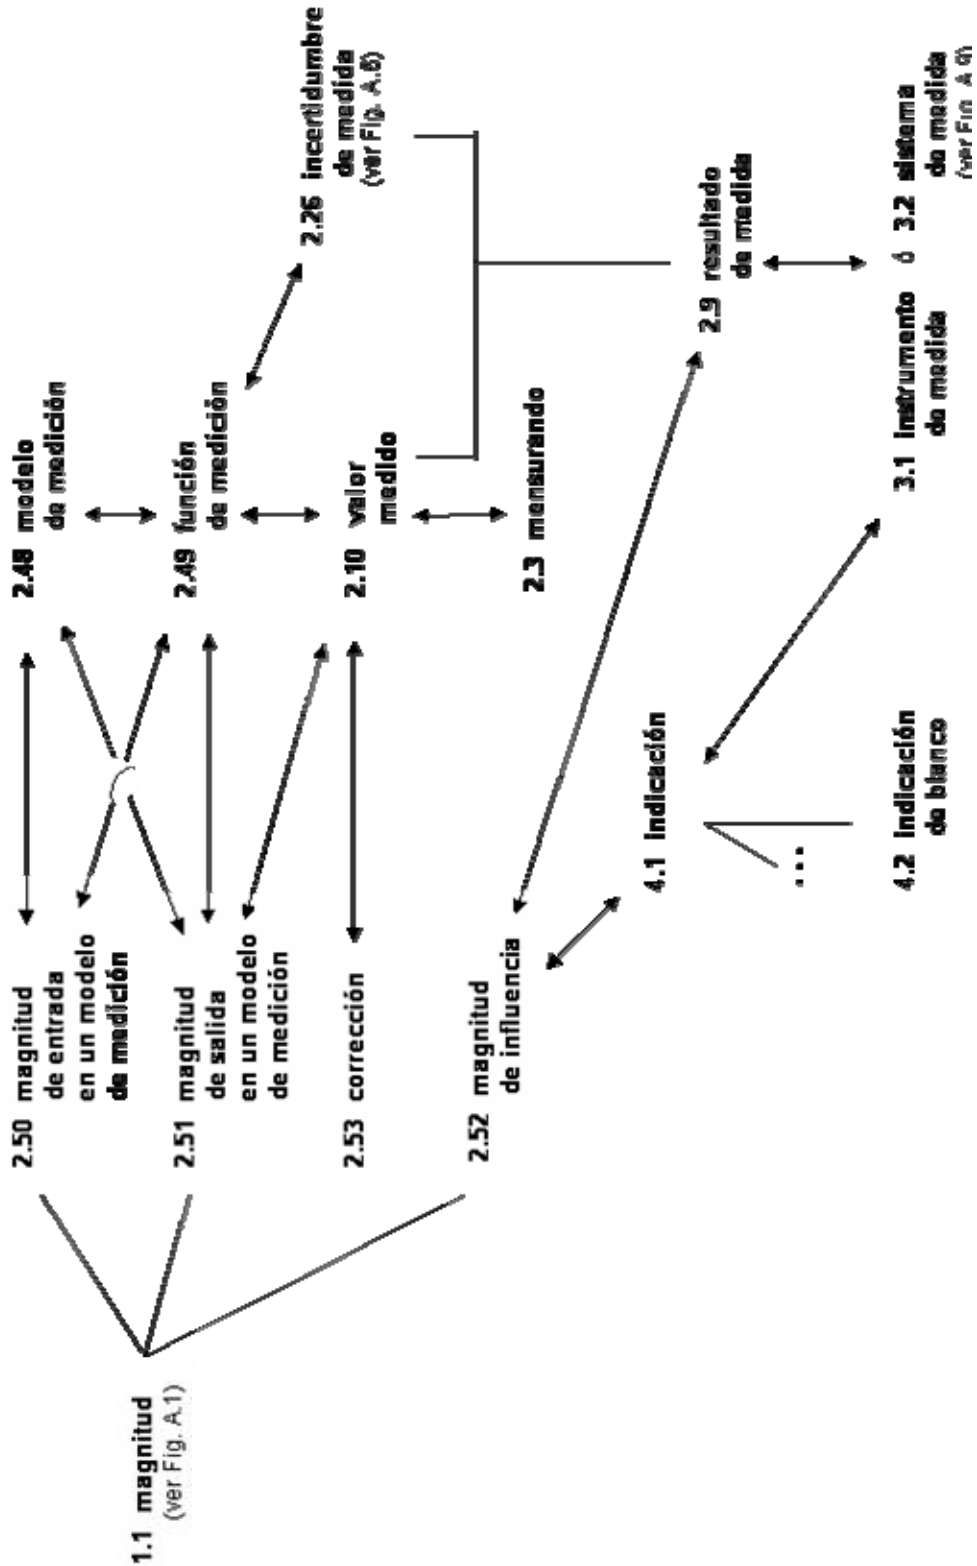 1.1 magnitud
(ver Fig. A.1)
2.50 magnitud
de entrada
en un modelo
de medición
2.51 magnitud
de salida
en un modelo
de medición
2.53 corrección
2.52 magnitud
de influencia
4.1 indicación
...
4.2 indicación
de blanco
2.48 modelo
de medición
2.49 función
de medición
2.10 valor
medido
2.3 mensurando
2.26 incertidumbre
de medida
(ver Fig. A.6)
2.9 resultado
de medida
3.1 instrumento
de medida
ó
3.2 sistema
de medida
(ver Fig. A.9)